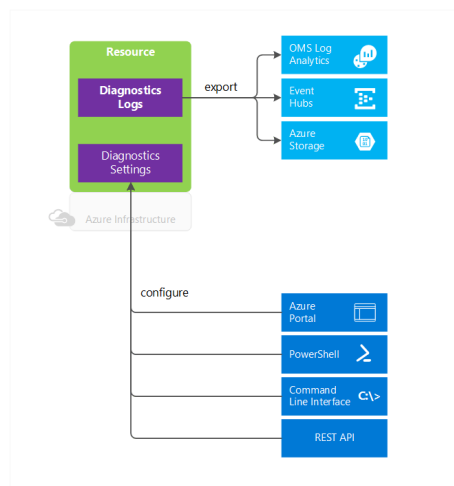 Resource
Diagnostics
Logs
export
OMS Log
Analytics
Event
Hubs
Azure
Storage
Diagnostics
Settings
Azure Infrastructure
configure
Azure
Portal
PowerShell
Command
Line Interface
C:\>
REST API